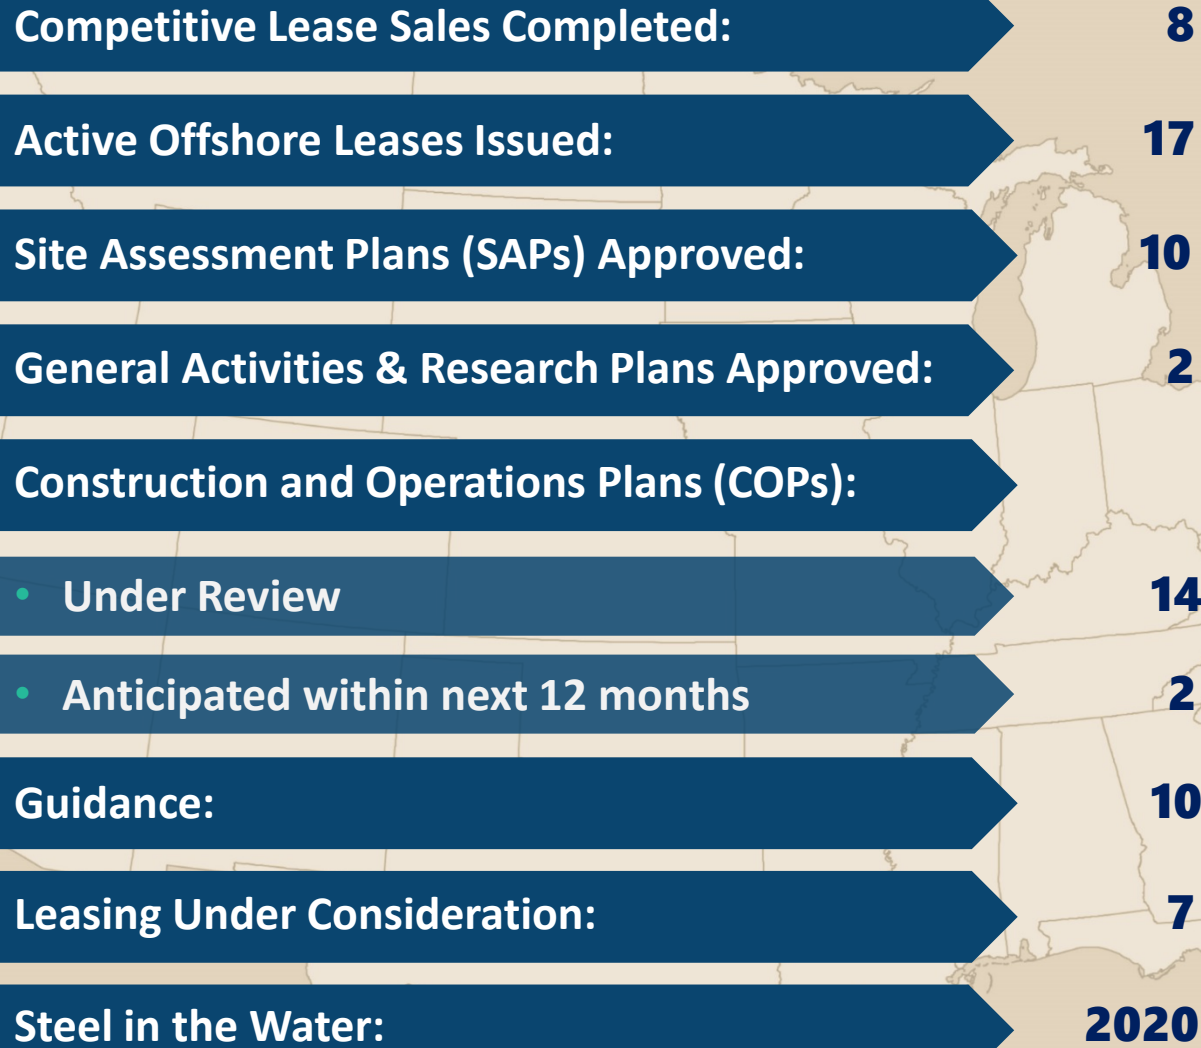 Competitive Lease Sales Completed: 8
Active Offshore Leases Issued: 17
Site Assessment Plans (SAPs) Approved: 10
General Activities & Research Plans Approved: 2
Construction and Operations Plans (COPs):
• Under Review 14
• Anticipated within next 12 months 2
Guidance: 10
Leasing Under Consideration: 7
Steel in the Water: 2020